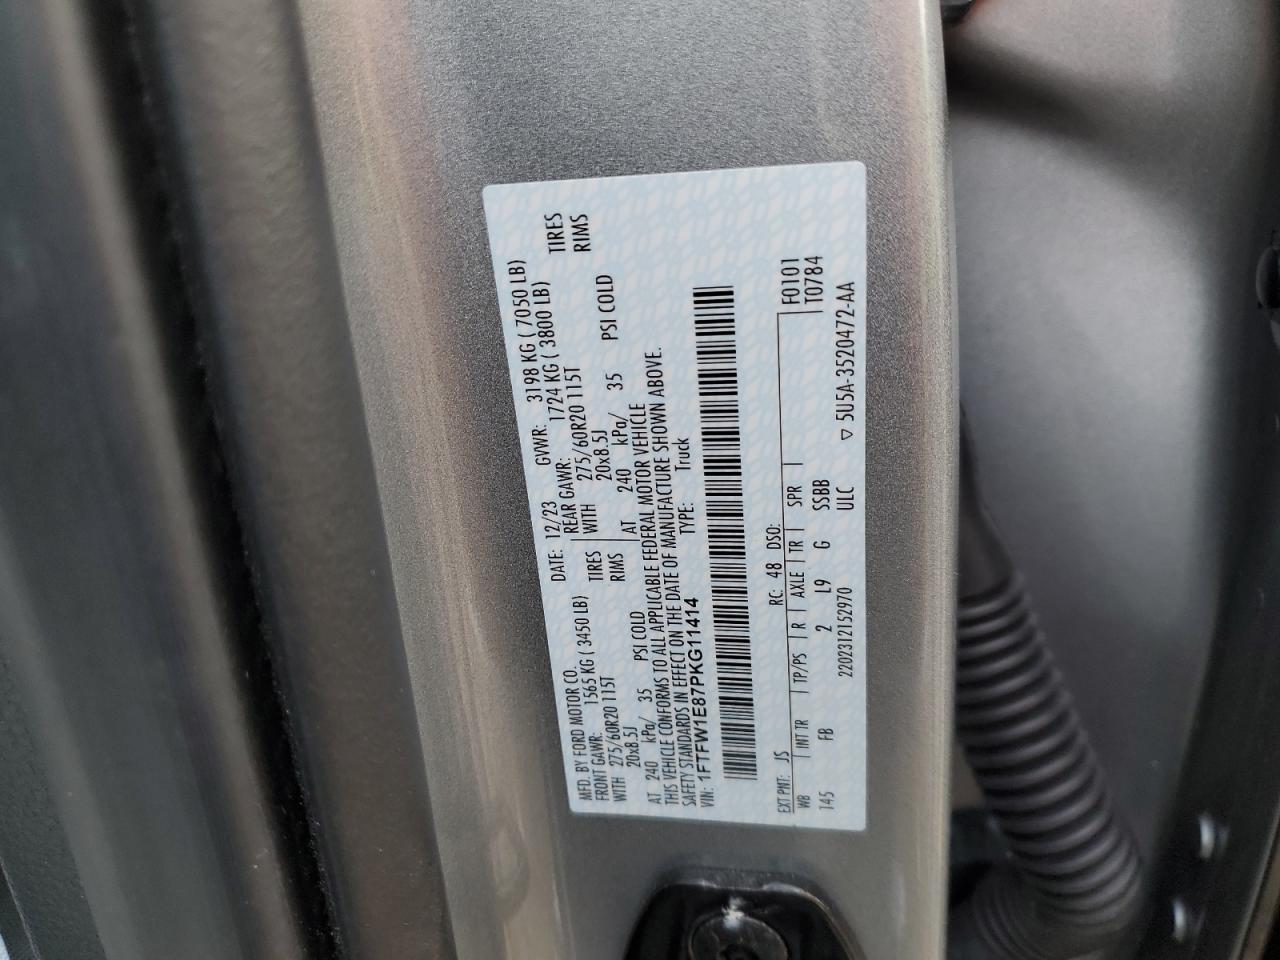 MFD. BY FORD MOTOR CO. DATE: 12/23 GVWR: 3198 KG ( 7050 LB)
FRONT GAWR: 1565 KG ( 3450 LB) REAR GAWR: 1724 KG ( 3800 LB)
WITH 275/60R20 115T TIRES WITH 275/60R20 115T TIRES
20x8.5J RIMS 20x8.5J RIMS
AT 240 kPa/ 35 PSI COLD AT 240 kPa/ 35 PSI COLD
THIS VEHICLE CONFORMS TO ALL APPLICABLE FEDERAL MOTOR VEHICLE
SAFETY STANDARDS IN EFFECT ON THE DATE OF MANUFACTURE SHOWN ABOVE.
VIN: 1FTFW1E87PKG11414 TYPE: Truck
EXT PNT: JS RC: 48 DSO: F0101
WB INT TR TP/PS R AXLE TR SPR T0784
145 FB 2 L9 G SSBB
2202312152970 ULC ▽ 5U5A-3520472-AA